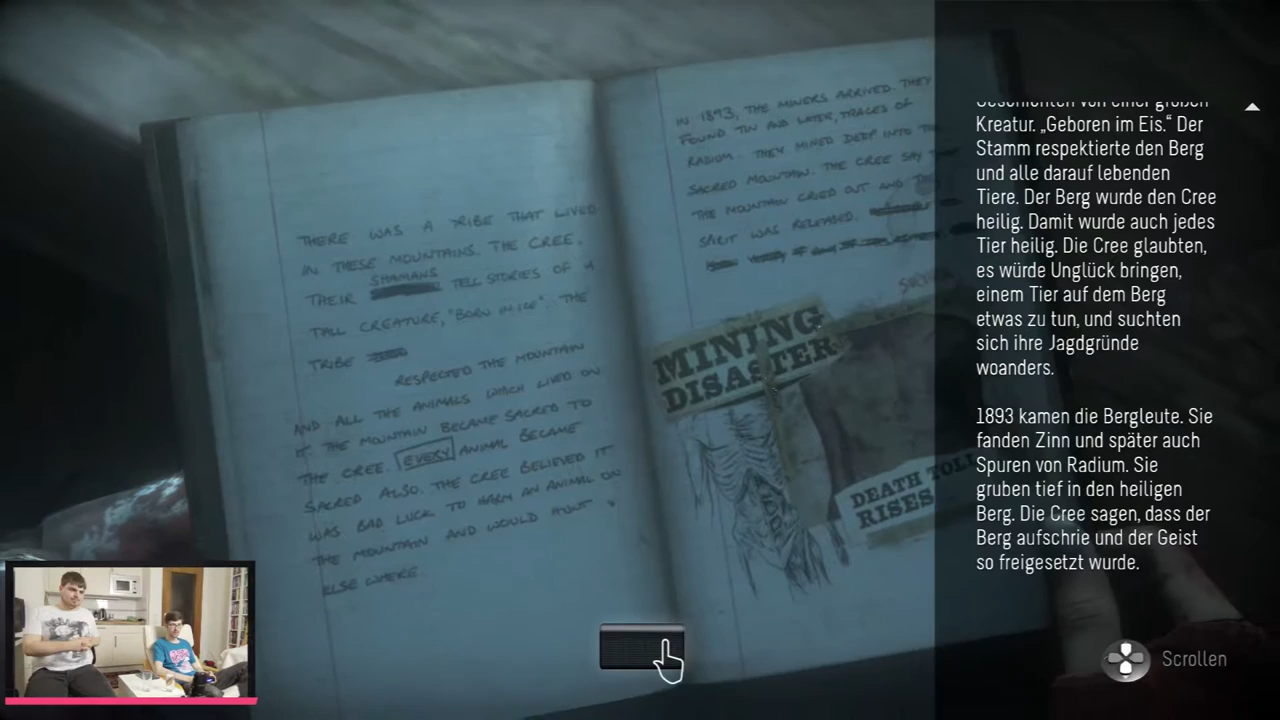 THERE WAS A TRIBE THAT LIVED
IN THESE MOUNTAINS. THE CREE,
SHAMANS
THEIR TELL STORIES OF A
TALL CREATURE, "BORN IN ICE". THE
TRIBE
RESPECTED THE MOUNTAIN
AND ALL THE ANIMALS WHICH LIVED ON
IT. THE MOUNTAIN BECAME SACRED TO
THE CREE. EVERY ANIMAL BECAME
SACRED ALSO. THE CREE BELIEVED IT
WAS BAD LUCK TO HARM AN ANIMAL ON
THE MOUNTAIN AND WOULD HUNT
ELSE WHERE
IN 1893, THE MINERS ARRIVED. THEY
FOUND TIN AND LATER, TRACES OF
RADIUM. THEY MINED DEEP INTO
SACRED MOUNTAIN. THE CREE SAY
THE MOUNTAIN CRIED OUT AND
SPIRIT WAS RELEASED.
MINING
DISASTER
DEATH TOLL
RISES
Geschichten von einer großen
Kreatur. „Geboren im Eis.“ Der
Stamm respektierte den Berg
und alle darauf lebenden
Tiere. Der Berg wurde den Cree
heilig. Damit wurde auch jedes
Tier heilig. Die Cree glaubten,
es würde Unglück bringen,
einem Tier auf dem Berg
etwas zu tun, und suchten
sich ihre Jagdgründe
woanders.
1893 kamen die Bergleute. Sie
fanden Zinn und später auch
Spuren von Radium. Sie
gruben tief in den heiligen
Berg. Die Cree sagen, dass der
Berg aufschrie und der Geist
so freigesetzt wurde.
Scrollen